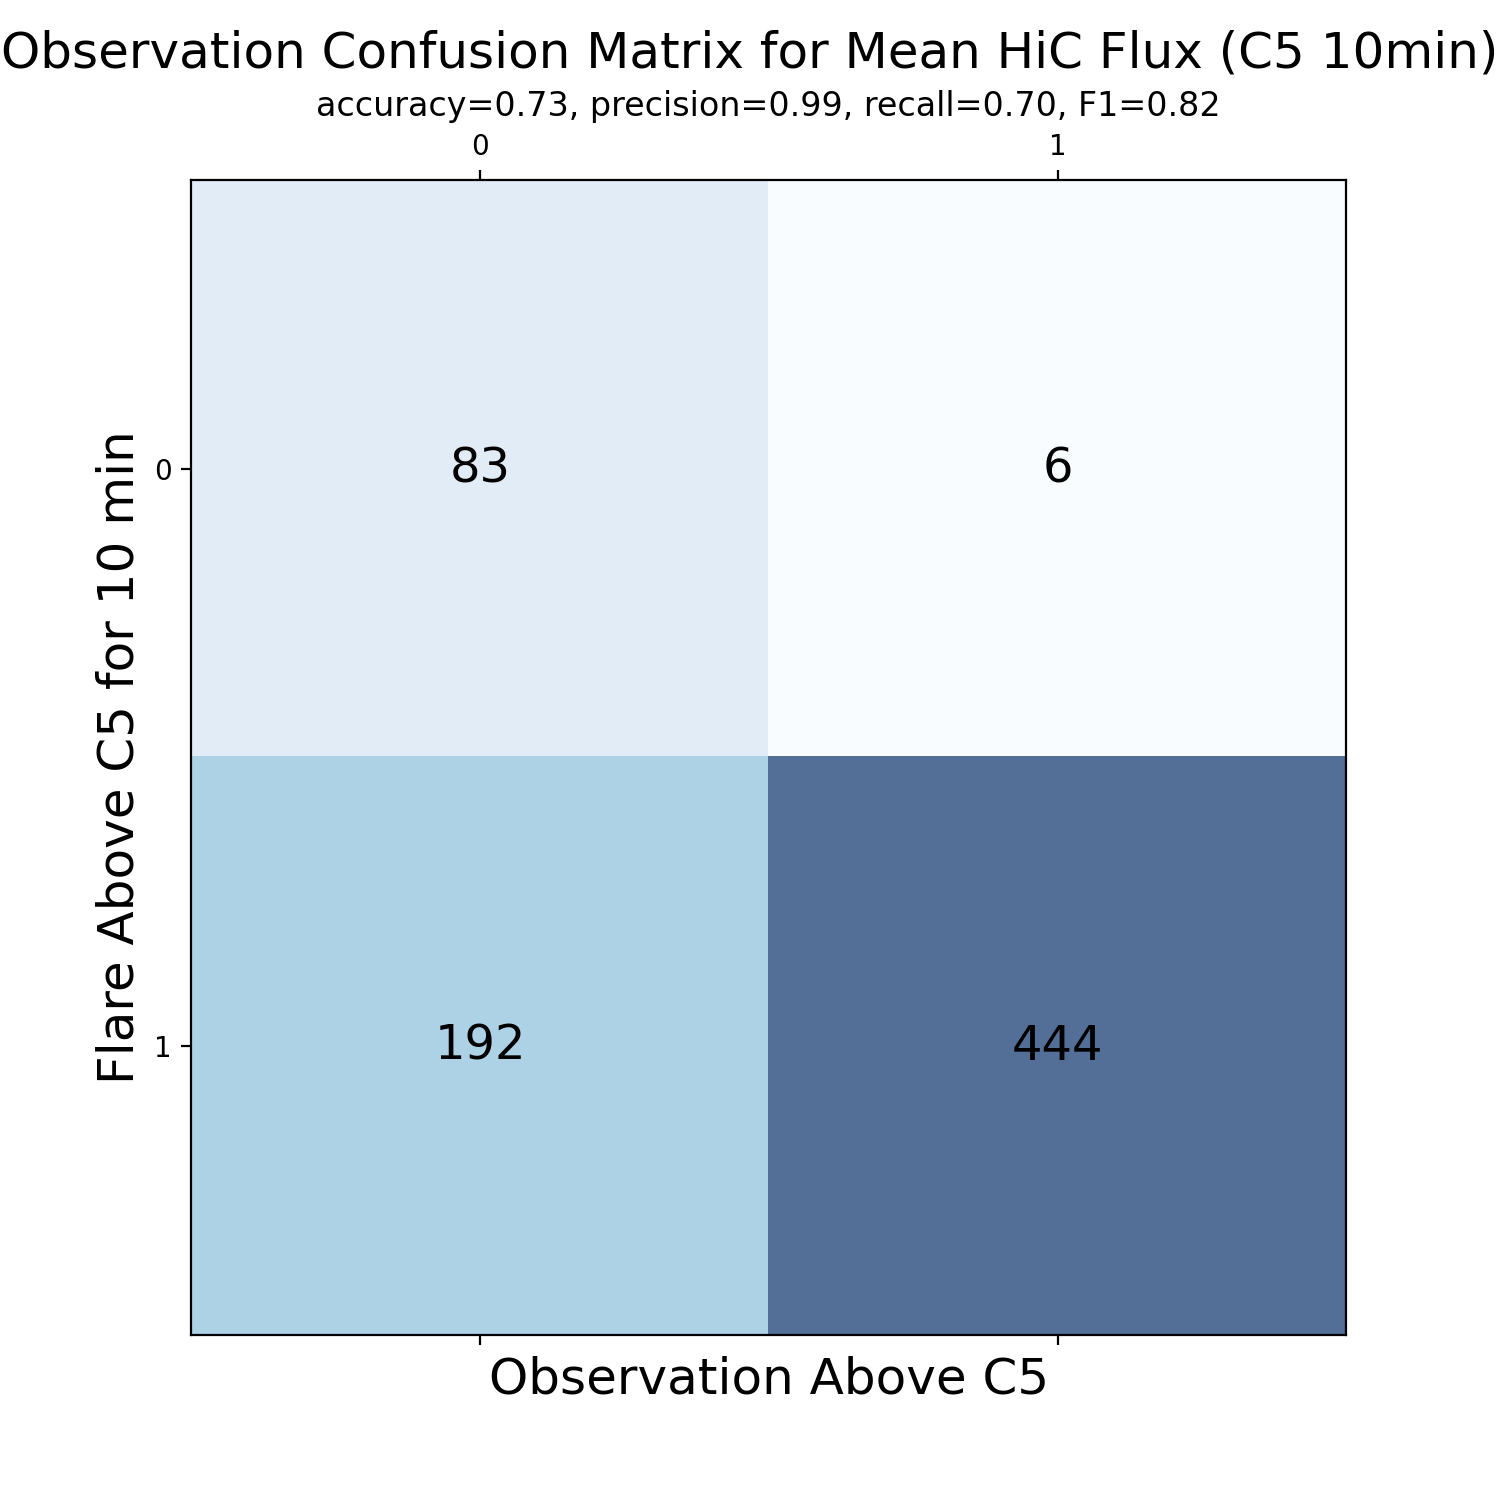 Observation Confusion Matrix for Mean HiC Flux (C5 10min)
accuracy=0.73, precision=0.99, recall=0.70, F1=0.82
0 1
Flare Above C5 for 10 min
0 83 6
1 192 444
Observation Above C5